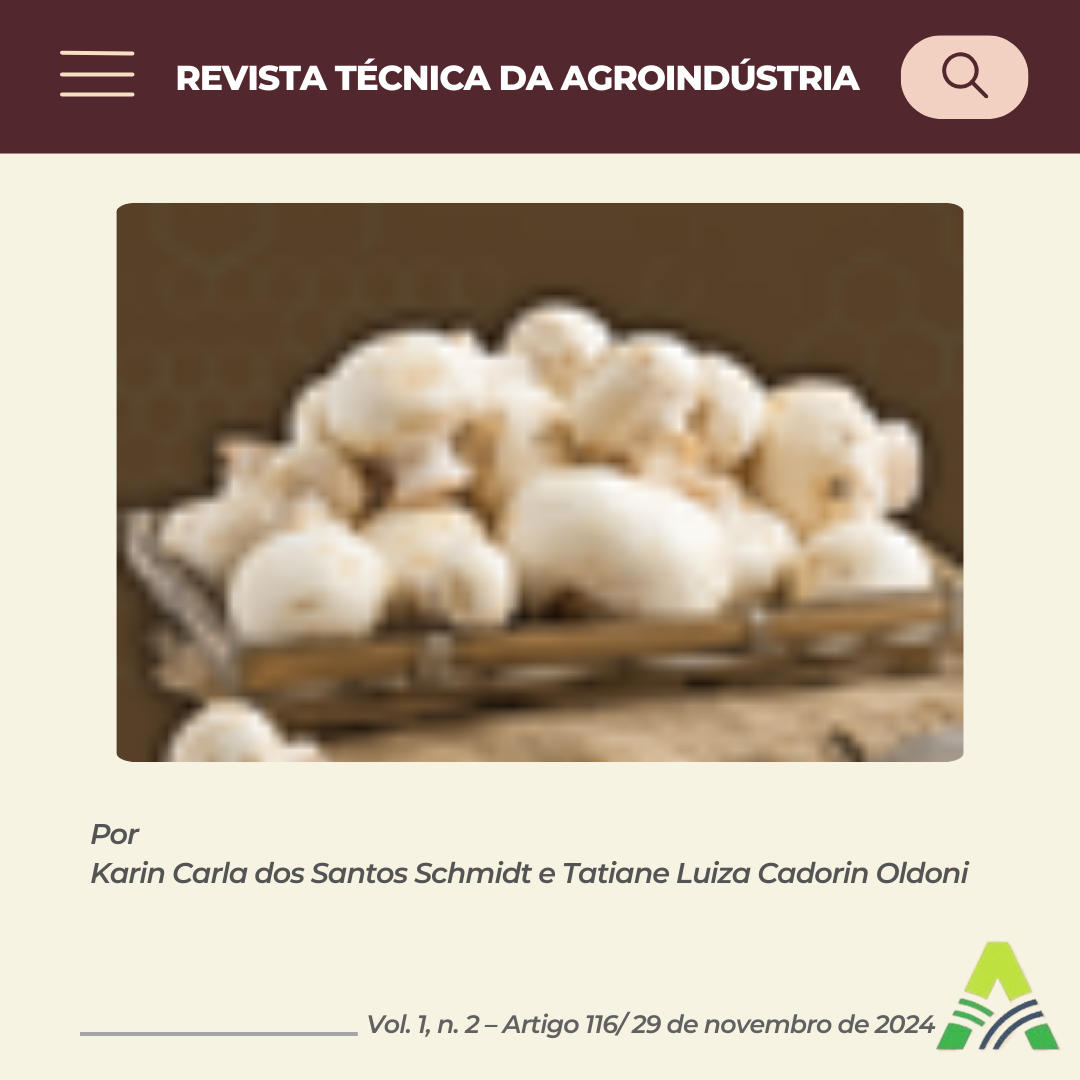 REVISTA TÉCNICA DA AGROINDÚSTRIA
Por
Karin Carla dos Santos Schmidt e Tatiane Luiza Cadorin Oldoni
Vol. 1, n. 2 – Artigo 116/ 29 de novembro de 2024